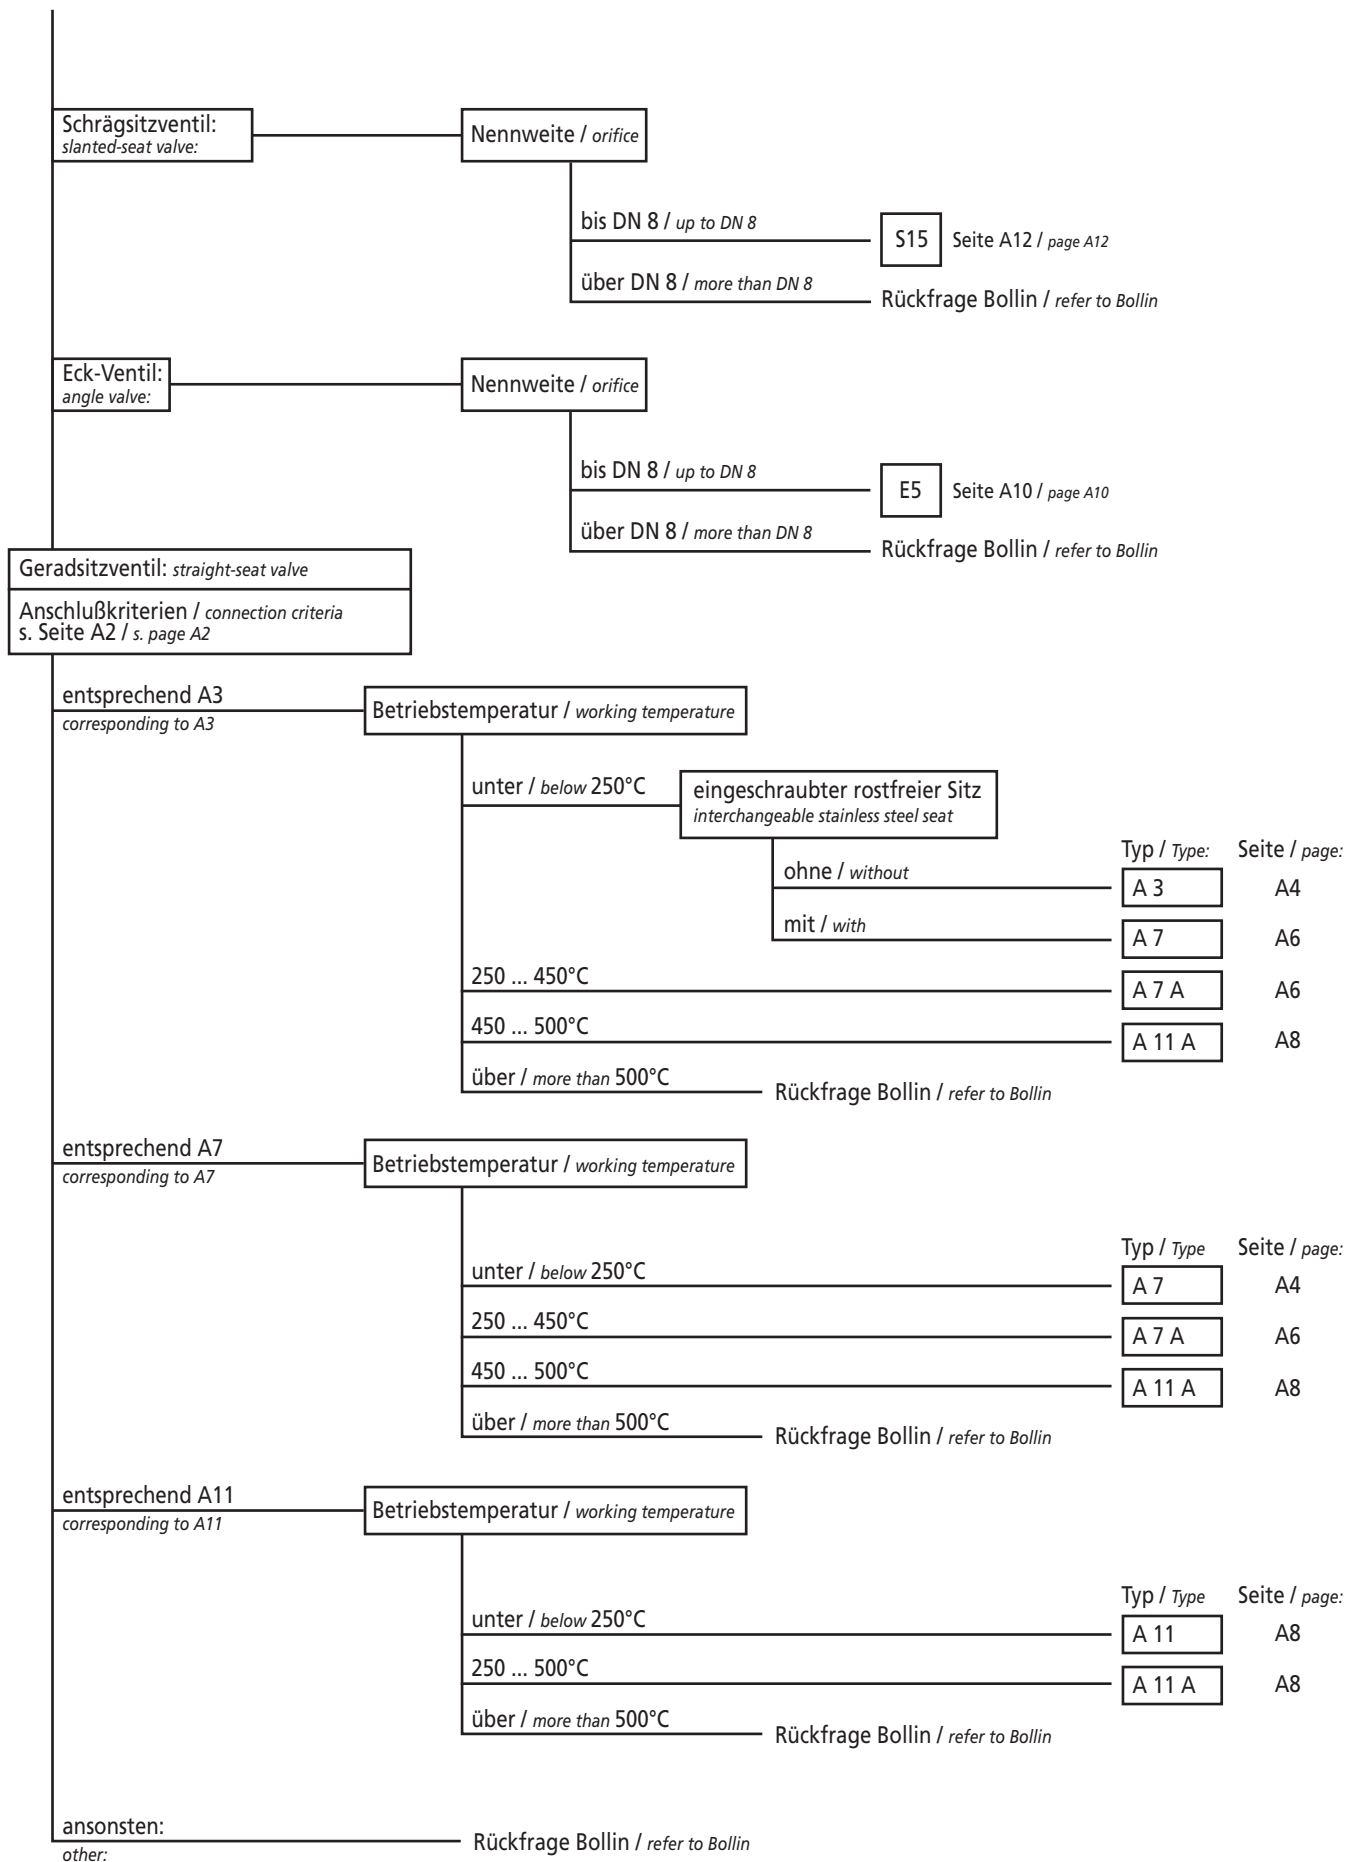 Schrägsitzventil:
slanted-seat valve:
Nennweite / orifice
bis DN 8 / up to DN 8
S15 Seite A12 / page A12
über DN 8 / more than DN 8
Rückfrage Bollin / refer to Bollin
Eck-Ventil:
angle valve:
Nennweite / orifice
bis DN 8 / up to DN 8
E5 Seite A10 / page A10
über DN 8 / more than DN 8
Rückfrage Bollin / refer to Bollin
Geradsitzventil: straight-seat valve
Anschlußkriterien / connection criteria
s. Seite A2 / s. page A2
entsprechend A3
corresponding to A3
Betriebstemperatur / working temperature
unter / below 250°C
eingeschraubter rostfreier Sitz
interchangeable stainless steel seat
Typ / Type: Seite / page:
ohne / without
A 3 A4
mit / with
A 7 A6
250 ... 450°C
A 7 A A6
450 ... 500°C
A 11 A A8
über / more than 500°C
Rückfrage Bollin / refer to Bollin
entsprechend A7
corresponding to A7
Betriebstemperatur / working temperature
Typ / Type Seite / page:
unter / below 250°C
A 7 A4
250 ... 450°C
A 7 A A6
450 ... 500°C
A 11 A A8
über / more than 500°C
Rückfrage Bollin / refer to Bollin
entsprechend A11
corresponding to A11
Betriebstemperatur / working temperature
Typ / Type Seite / page:
unter / below 250°C
A 11 A8
250 ... 500°C
A 11 A A8
über / more than 500°C
Rückfrage Bollin / refer to Bollin
ansonsten:
other:
Rückfrage Bollin / refer to Bollin